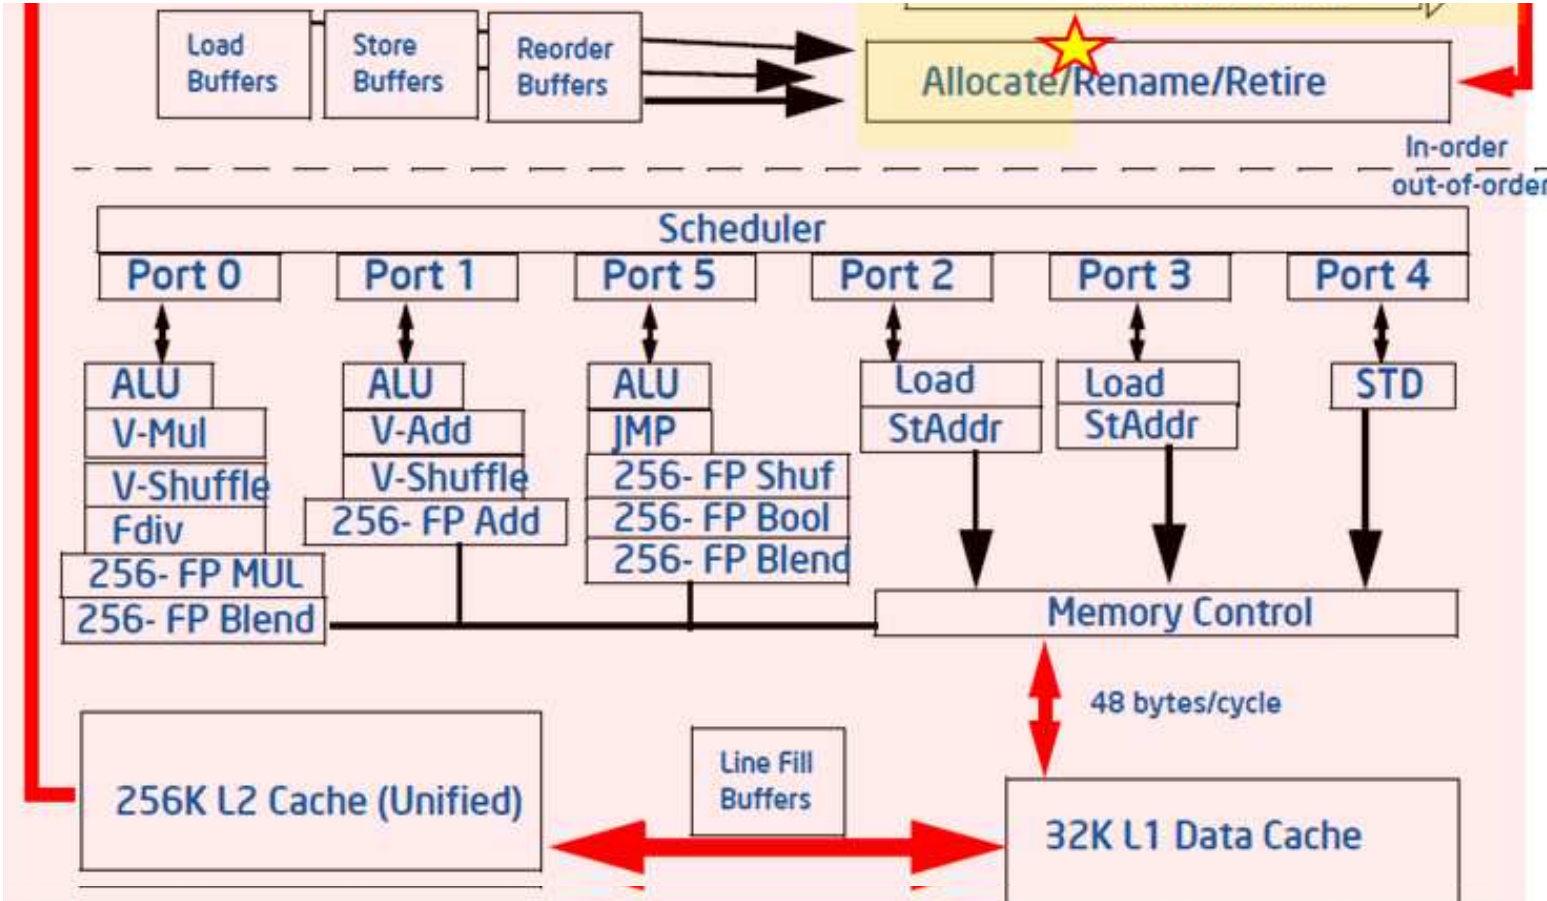 Load
Buffers
Store
Buffers
Reorder
Buffers
Allocate/Rename/Retire
In-order
out-of-order
Scheduler
Port 0
Port 1
Port 5
Port 2
Port 3
Port 4
ALU
V-Mul
V-Shuffle
Fdiv
256- FP MUL
256- FP Blend
ALU
V-Add
V-Shuffle
256- FP Add
ALU
JMP
256- FP Shuf
256- FP Bool
256- FP Blend
Load
StAddr
Load
StAddr
STD
Memory Control
48 bytes/cycle
256K L2 Cache (Unified)
Line Fill
Buffers
32K L1 Data Cache